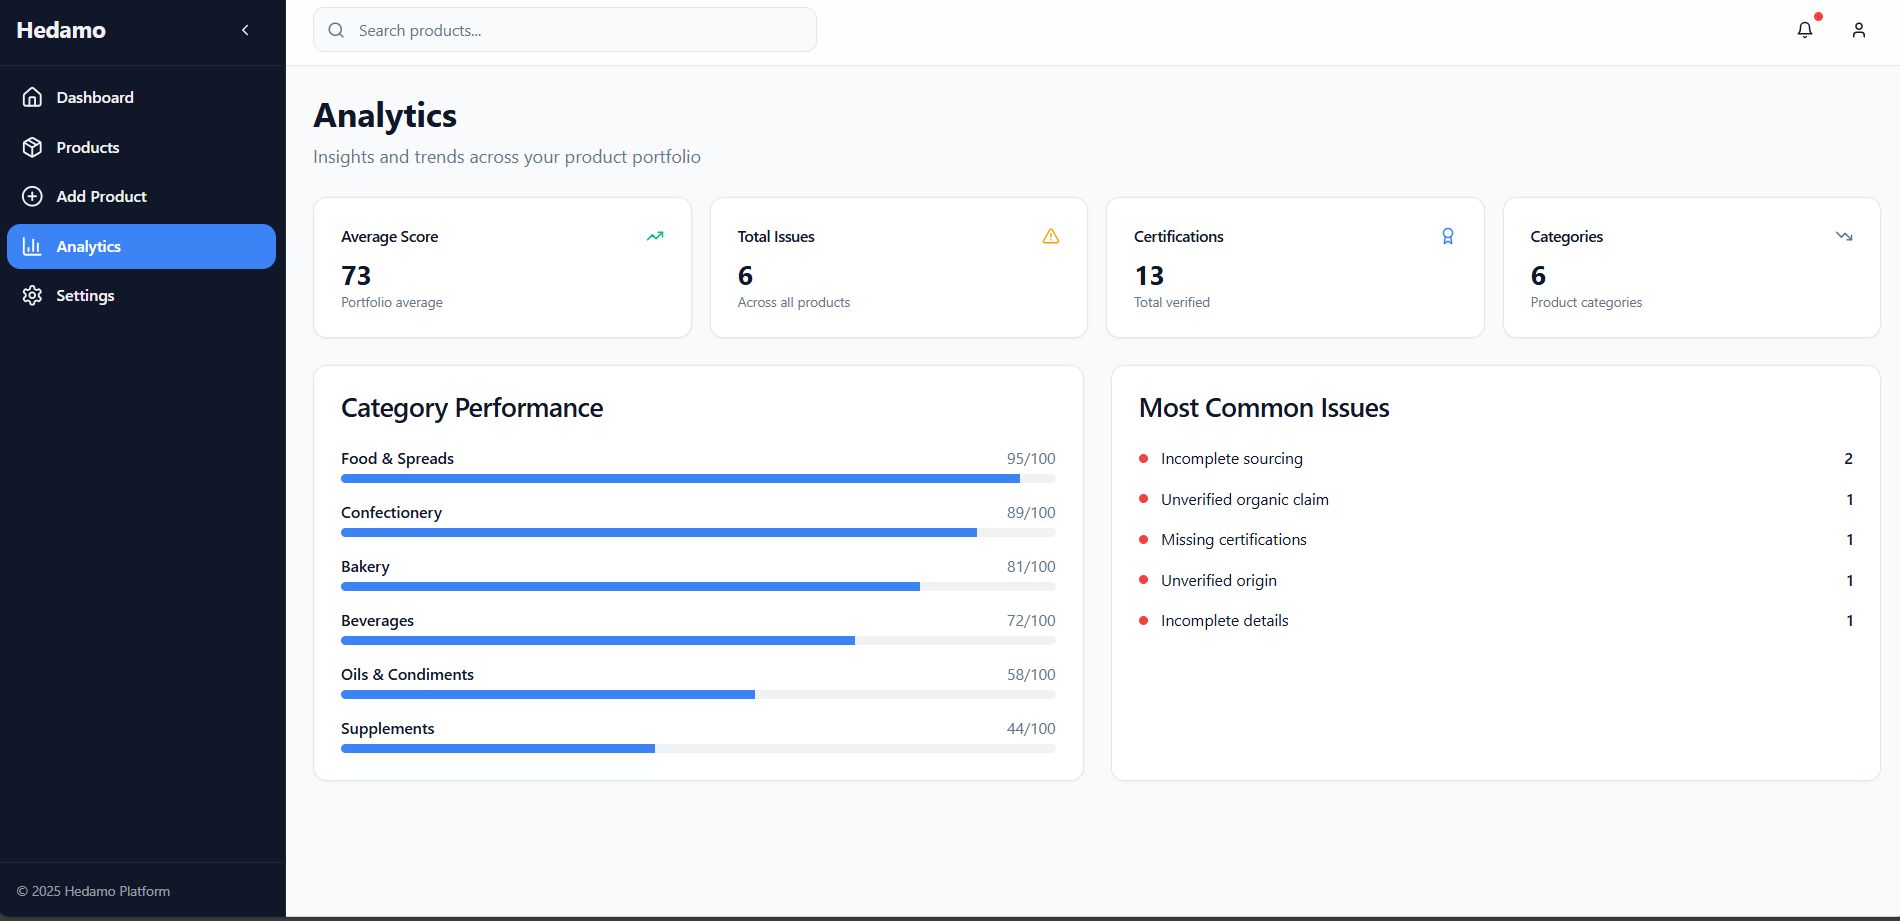 Hedamo
Search products...
Dashboard
Products
Add Product
Analytics
Settings
© 2025 Hedamo Platform
Analytics
Insights and trends across your product portfolio
Average Score
73
Portfolio average
Total Issues
6
Across all products
Certifications
13
Total verified
Categories
6
Product categories
Category Performance
Food & Spreads 95/100
Confectionery 89/100
Bakery 81/100
Beverages 72/100
Oils & Condiments 58/100
Supplements 44/100
Most Common Issues
Incomplete sourcing 2
Unverified organic claim 1
Missing certifications 1
Unverified origin 1
Incomplete details 1